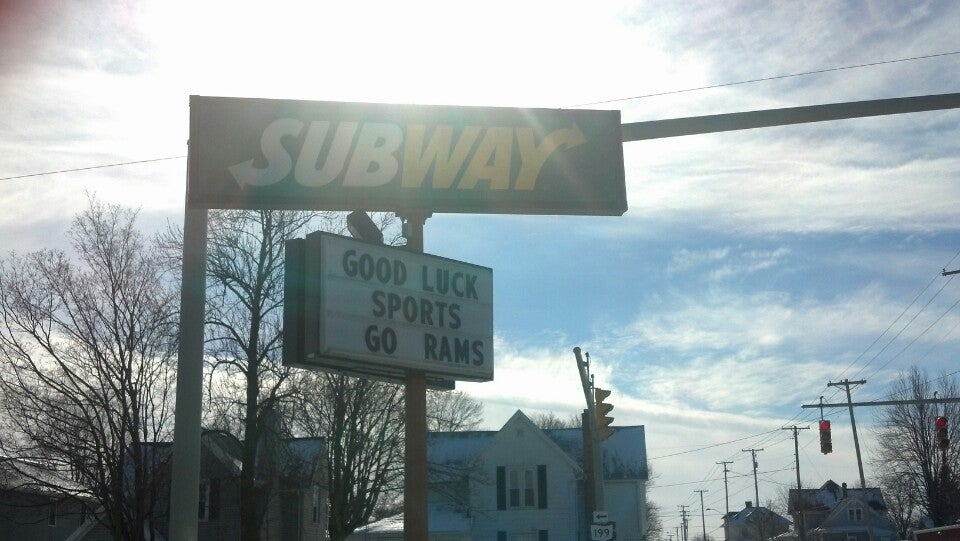 SUBWAY
GOOD LUCK
SPORTS
GO RAMS
199